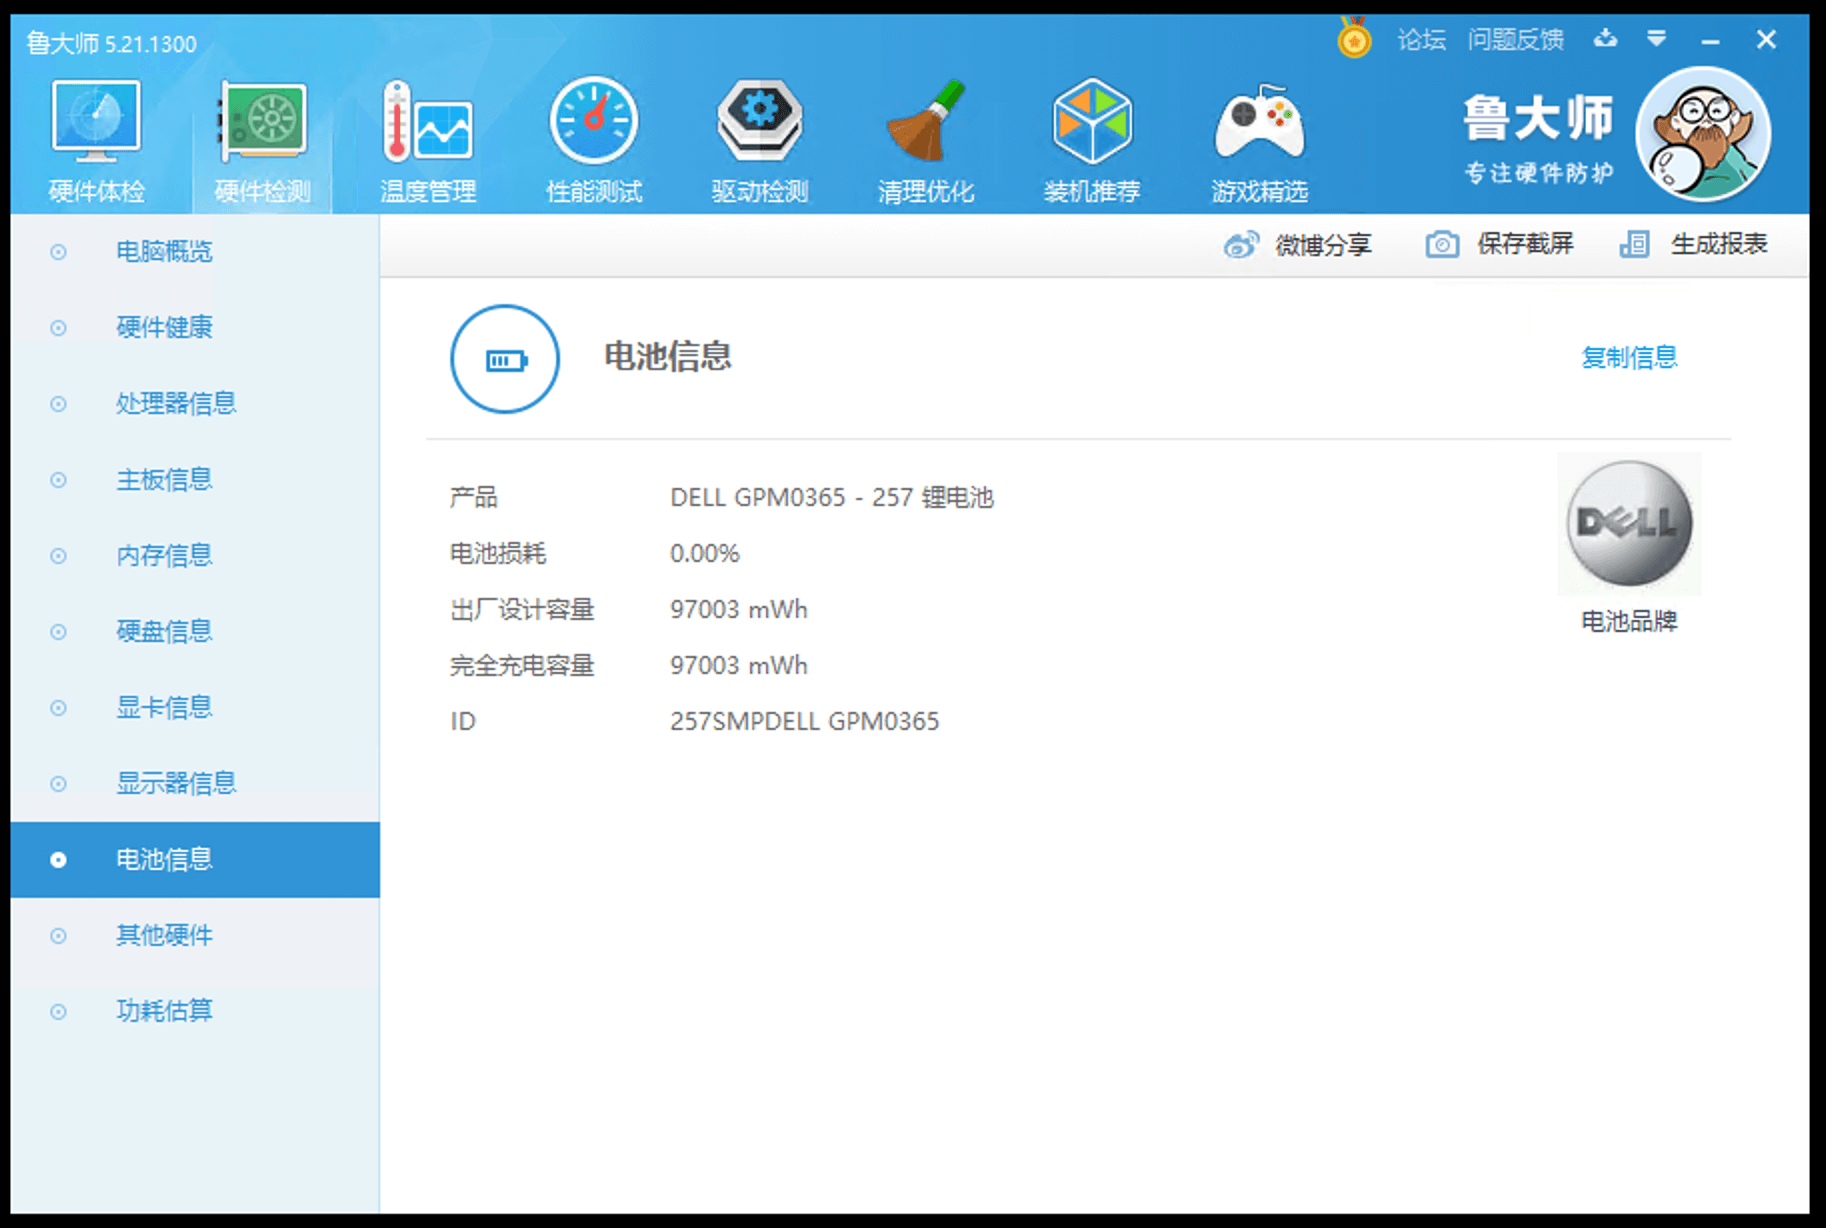 鲁大师 5.21.1300
论坛 问题反馈
硬件体检 硬件检测 温度管理 性能测试 驱动检测 清理优化 装机推荐 游戏精选
鲁大师
专注硬件防护
微博分享 保存截屏 生成报表
电脑概览
硬件健康
处理器信息
主板信息
内存信息
硬盘信息
显卡信息
显示器信息
电池信息
其他硬件
功耗估算
电池信息 复制信息
产品 DELL GPM0365 - 257 锂电池
电池损耗 0.00%
出厂设计容量 97003 mWh
完全充电容量 97003 mWh
ID 257SMPDELL GPM0365
DELL
电池品牌